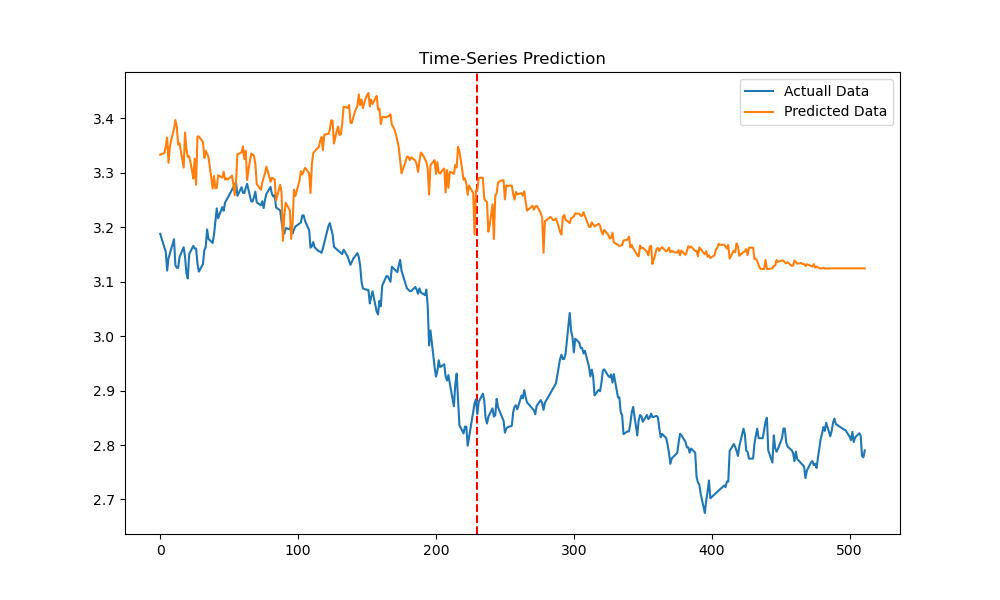 Time-Series Prediction
Actuall Data
Predicted Data
3.4
3.3
3.2
3.1
3.0
2.9
2.8
2.7
0 100 200 300 400 500